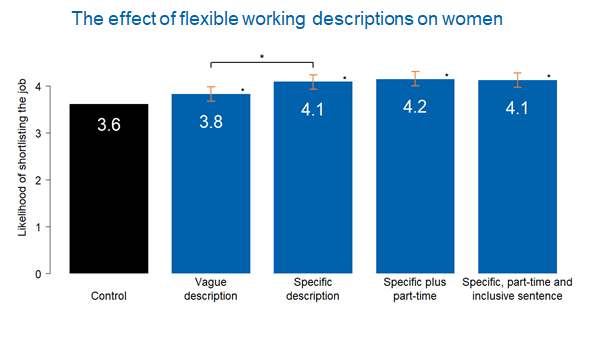 The effect of flexible working descriptions on women
*
Likelihood of shortlisting the job
4
3
2
1
0
3.6
3.8
*
4.1
*
4.2
*
4.1
*
Control
Vague
description
Specific
description
Specific plus
part-time
Specific, part-time and
inclusive sentence